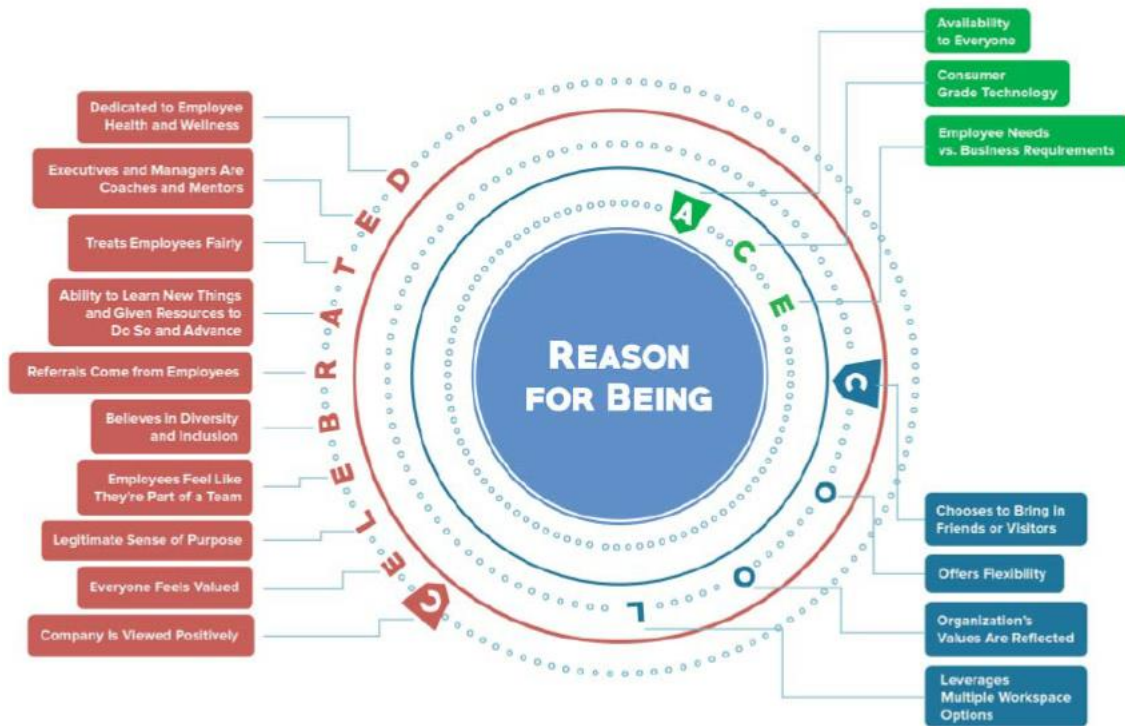 Dedicated to Employee
Health and Wellness
Executives and Managers Are
Coaches and Mentors
Treats Employees Fairly
Ability to Learn New Things
and Given Resources to
Do So and Advance
Referrals Come from Employees
Believes in Diversity
and Inclusion
Employees Feel Like
They're Part of a Team
Legitimate Sense of Purpose
Everyone Feels Valued
Company Is Viewed Positively
CELEBRATED
REASON
FOR BEING
ACE
COOL
Availability
to Everyone
Consumer
Grade Technology
Employee Needs
vs. Business Requirements
Chooses to Bring in
Friends or Visitors
Offers Flexibility
Organization's
Values Are Reflected
Leverages
Multiple Workspace
Options